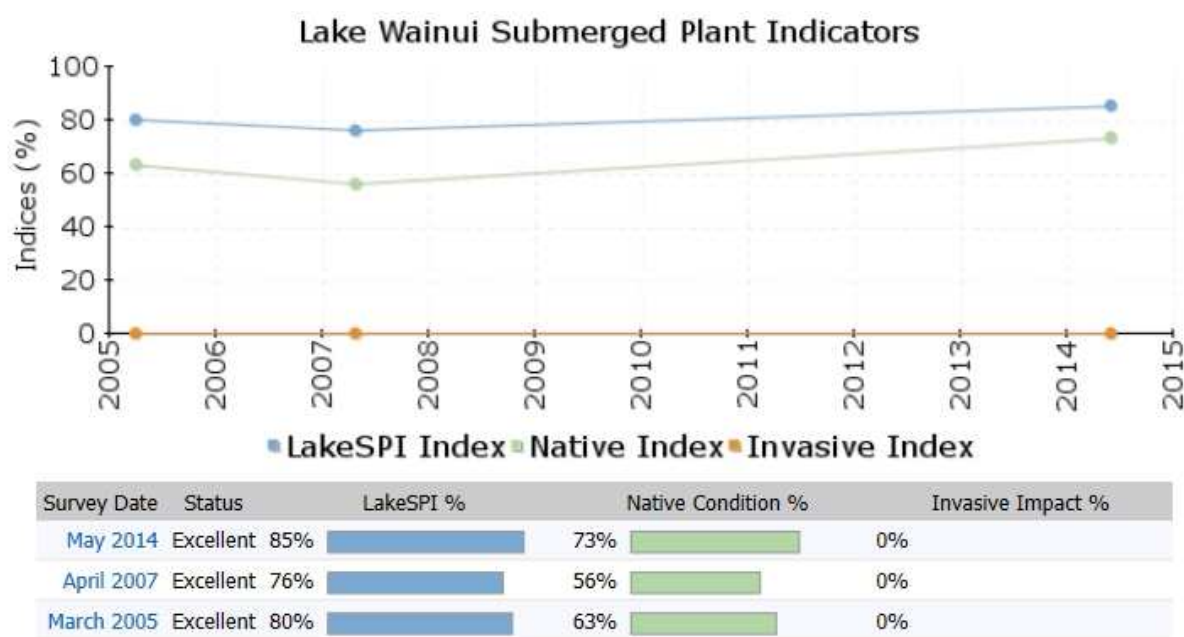 Lake Wainui Submerged Plant Indicators
Indices (%)
100
80
60
40
20
0
2005 2006 2007 2008 2009 2010 2011 2012 2013 2014 2015
LakeSPI Index Native Index Invasive Index
Survey Date Status LakeSPI % Native Condition % Invasive Impact %
May 2014 Excellent 85% 73% 0%
April 2007 Excellent 76% 56% 0%
March 2005 Excellent 80% 63% 0%